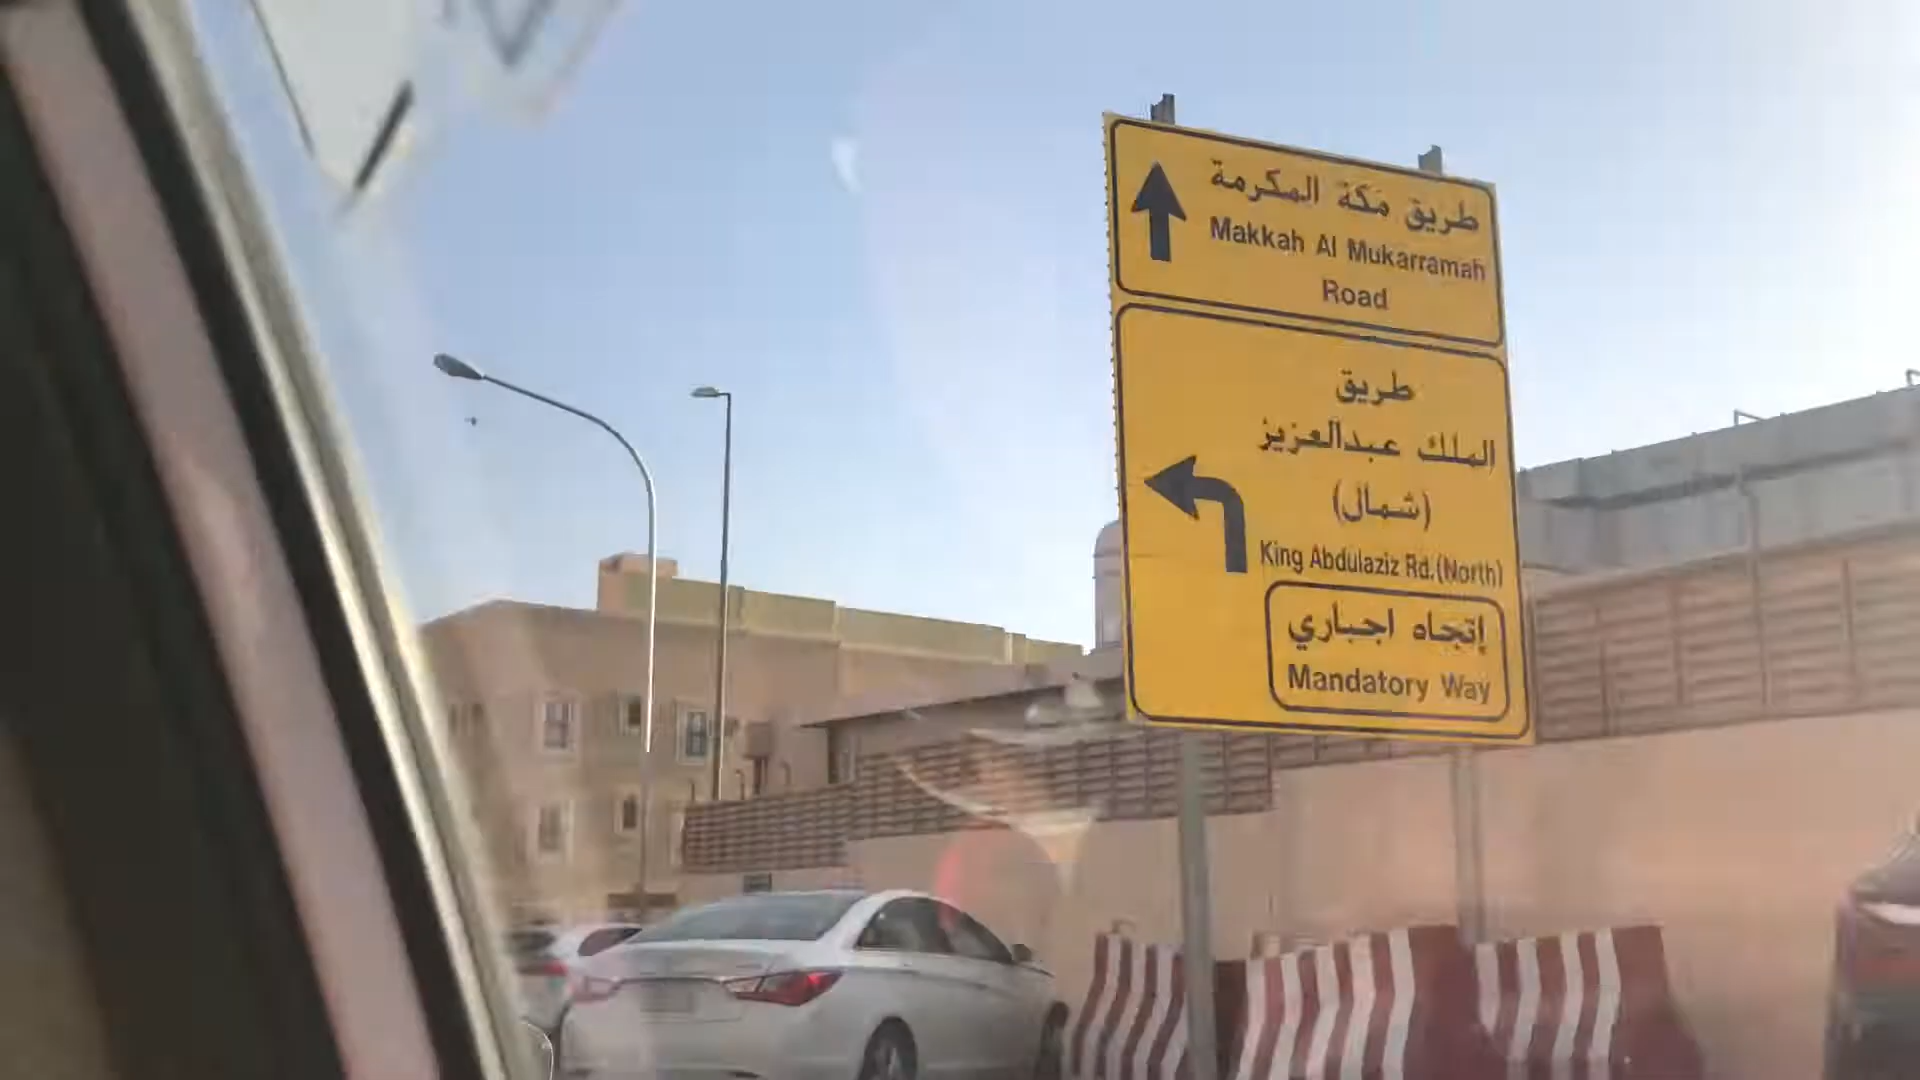 طريق مكة المكرمة
Makkah Al Mukarramah
Road
طريق
الملك عبدالعزيز
(شمال)
King Abdulaziz Rd.(North)
إتجاه اجباري
Mandatory Way